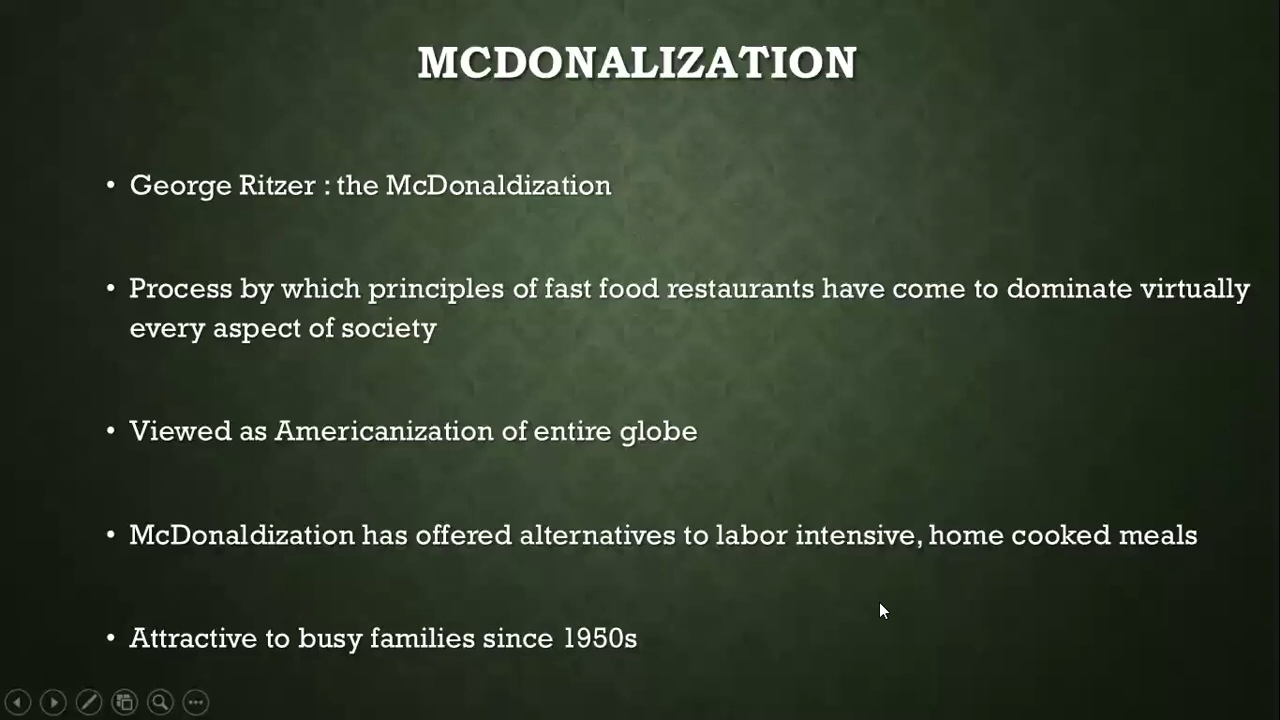 MCDONALIZATION
• George Ritzer : the McDonaldization
• Process by which principles of fast food restaurants have come to dominate virtually
every aspect of society
• Viewed as Americanization of entire globe
• McDonaldization has offered alternatives to labor intensive, home cooked meals
• Attractive to busy families since 1950s